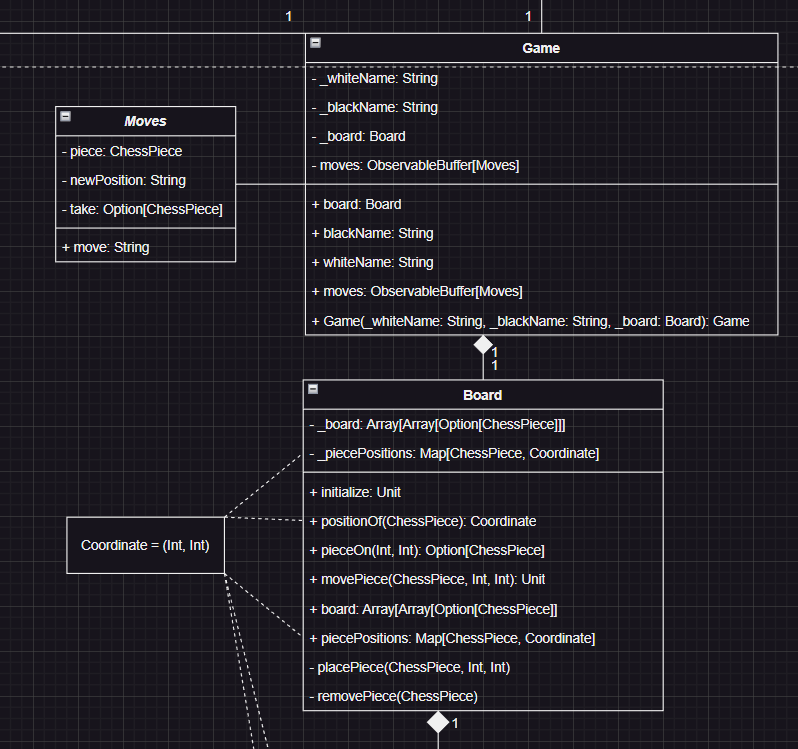 1
1
Game
- _whiteName: String
- _blackName: String
- _board: Board
- moves: ObservableBuffer[Moves]
+ board: Board
+ blackName: String
+ whiteName: String
+ moves: ObservableBuffer[Moves]
+ Game(_whiteName: String, _blackName: String, _board: Board): Game
Moves
- piece: ChessPiece
- newPosition: String
- take: Option[ChessPiece]
+ move: String
1
1
Board
- _board: Array[Array[Option[ChessPiece]]]
- _piecePositions: Map[ChessPiece, Coordinate]
+ initialize: Unit
+ positionOf(ChessPiece): Coordinate
+ pieceOn(Int, Int): Option[ChessPiece]
+ movePiece(ChessPiece, Int, Int): Unit
+ board: Array[Array[Option[ChessPiece]]
+ piecePositions: Map[ChessPiece, Coordinate]
- placePiece(ChessPiece, Int, Int)
- removePiece(ChessPiece)
Coordinate = (Int, Int)
1